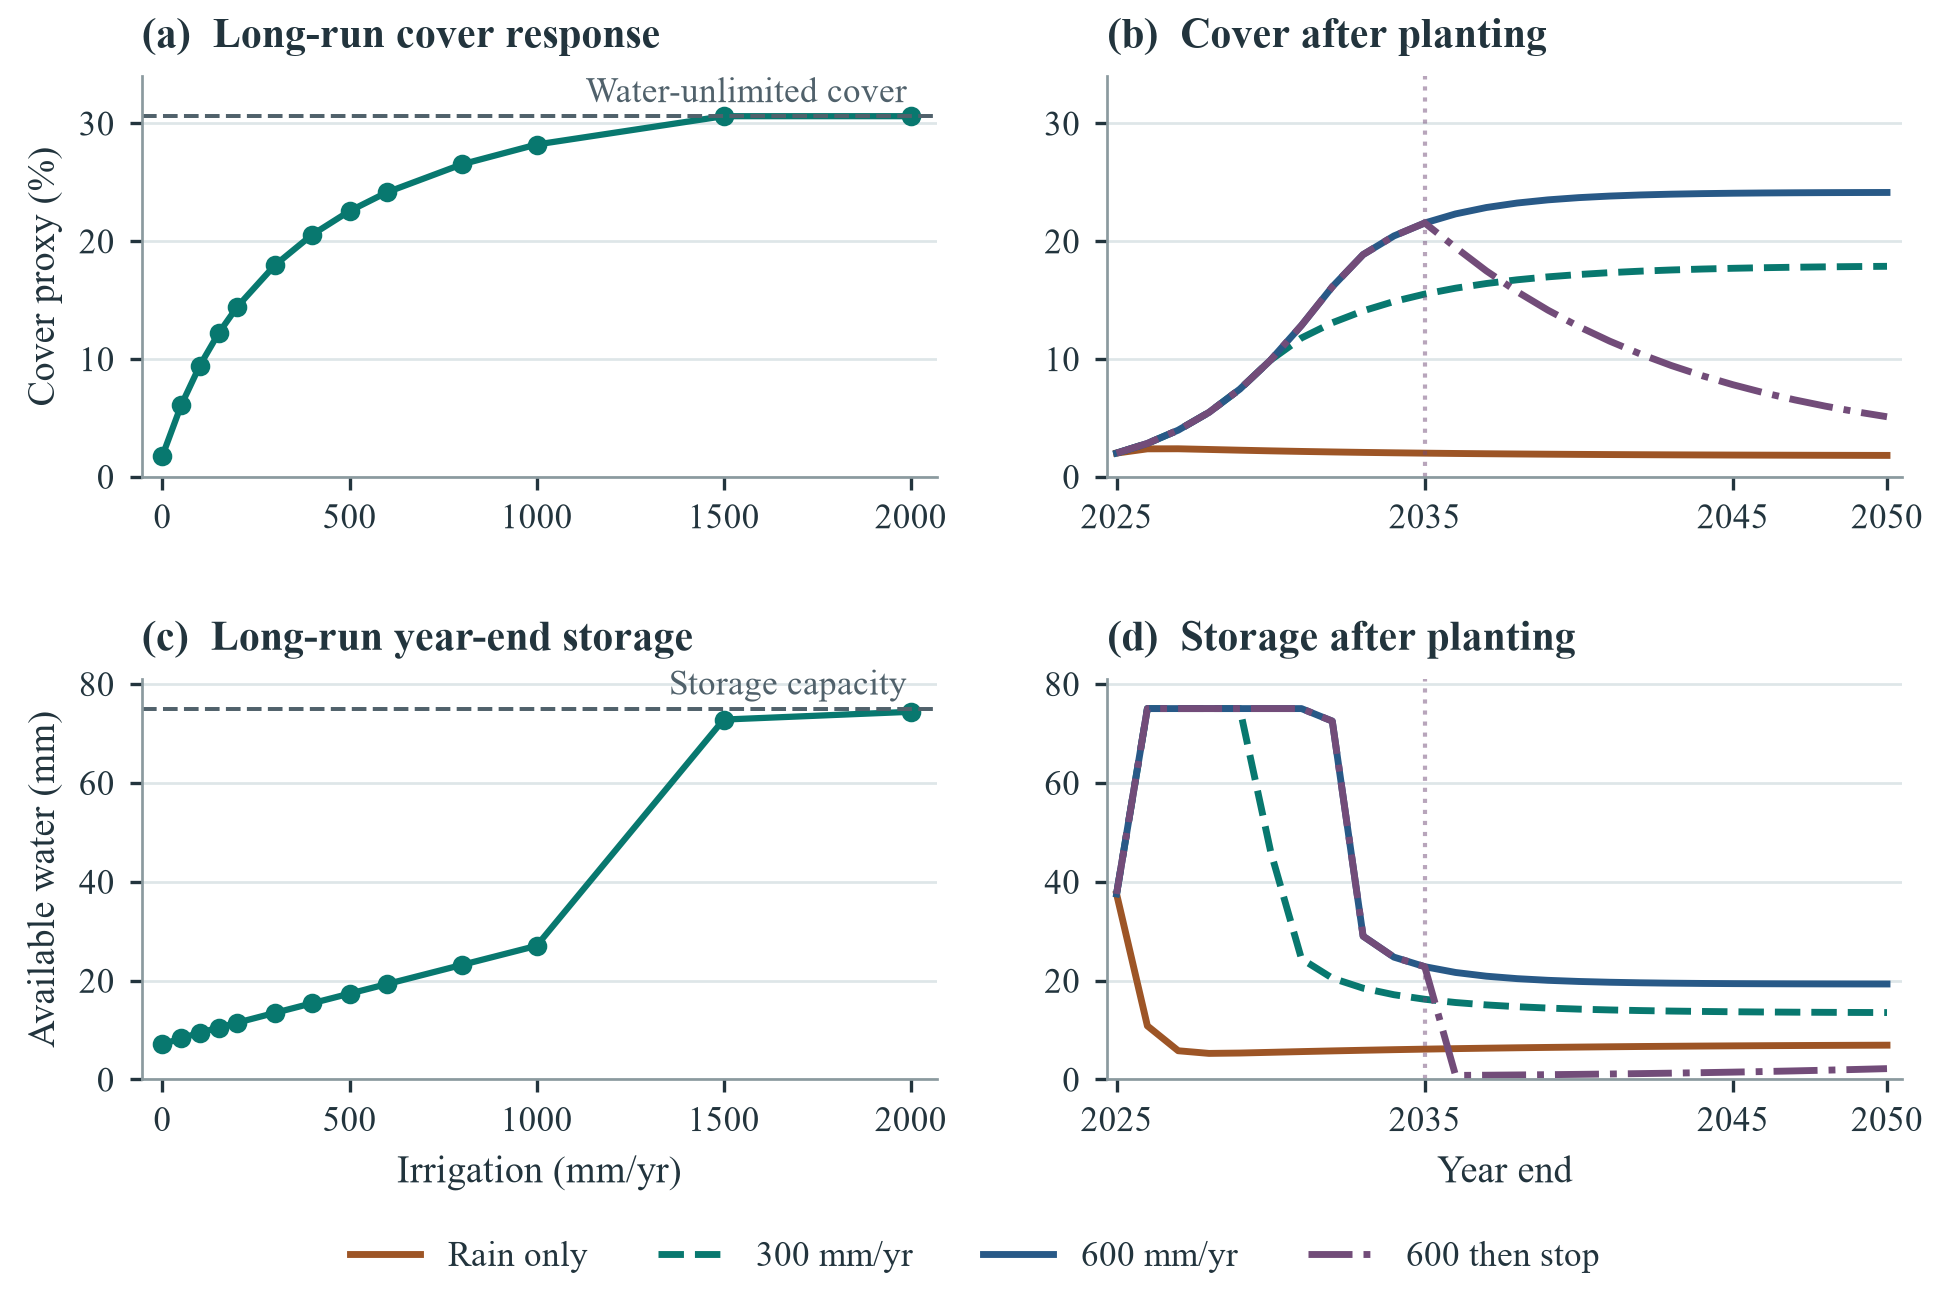 (a) Long-run cover response
Water-unlimited cover
Cover proxy (%)
30
20
10
0
0 500 1000 1500 2000
(b) Cover after planting
30
20
10
0
2025 2035 2045 2050
(c) Long-run year-end storage
Storage capacity
Available water (mm)
80
60
40
20
0
0 500 1000 1500 2000
Irrigation (mm/yr)
(d) Storage after planting
80
60
40
20
0
2025 2035 2045 2050
Year end
Rain only 300 mm/yr 600 mm/yr 600 then stop